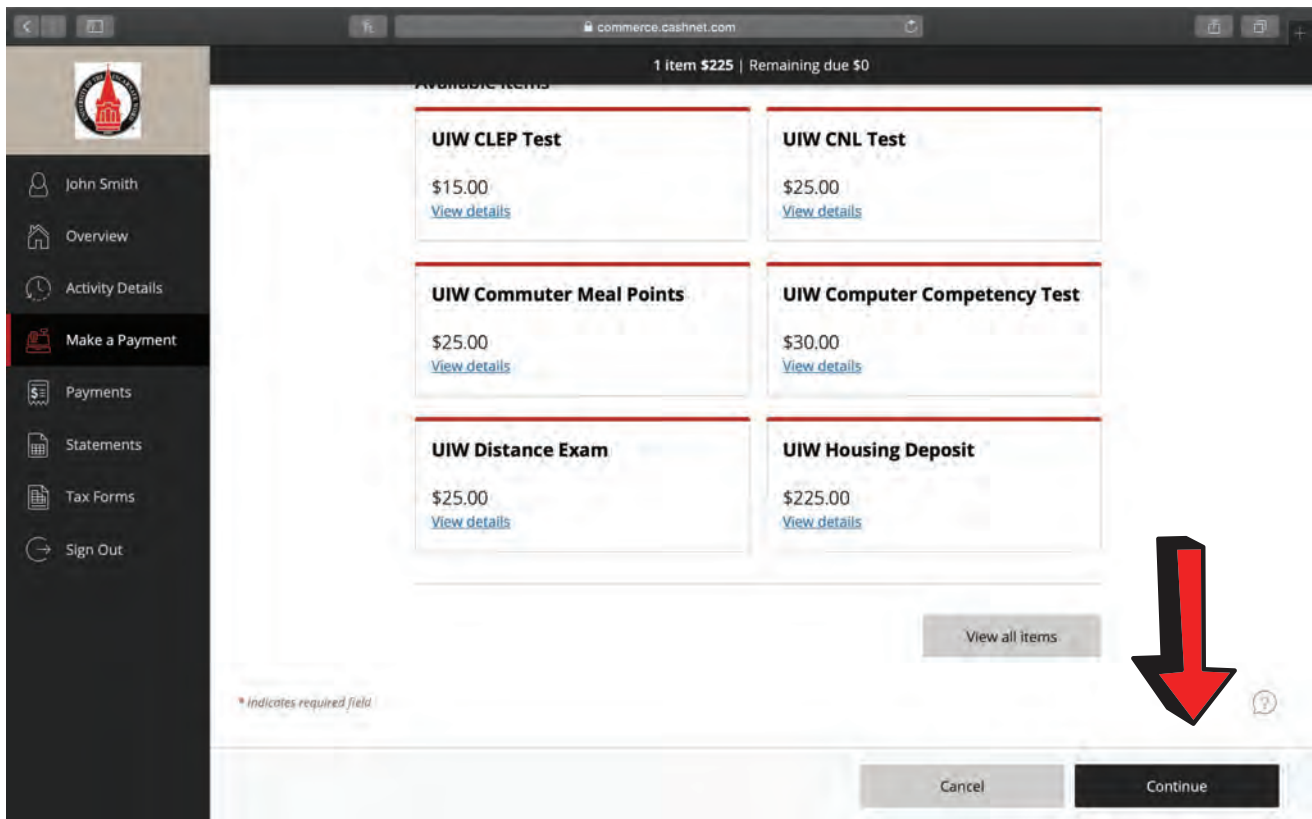 commerce.cashnet.com
1 item $225 | Remaining due $0
Available Items
John Smith
Overview
Activity Details
Make a Payment
Payments
Statements
Tax Forms
Sign Out
UIW CLEP Test
$15.00
View details
UIW CNL Test
$25.00
View details
UIW Commuter Meal Points
$25.00
View details
UIW Computer Competency Test
$30.00
View details
UIW Distance Exam
$25.00
View details
UIW Housing Deposit
$225.00
View details
View all items
* Indicates required field
Cancel
Continue